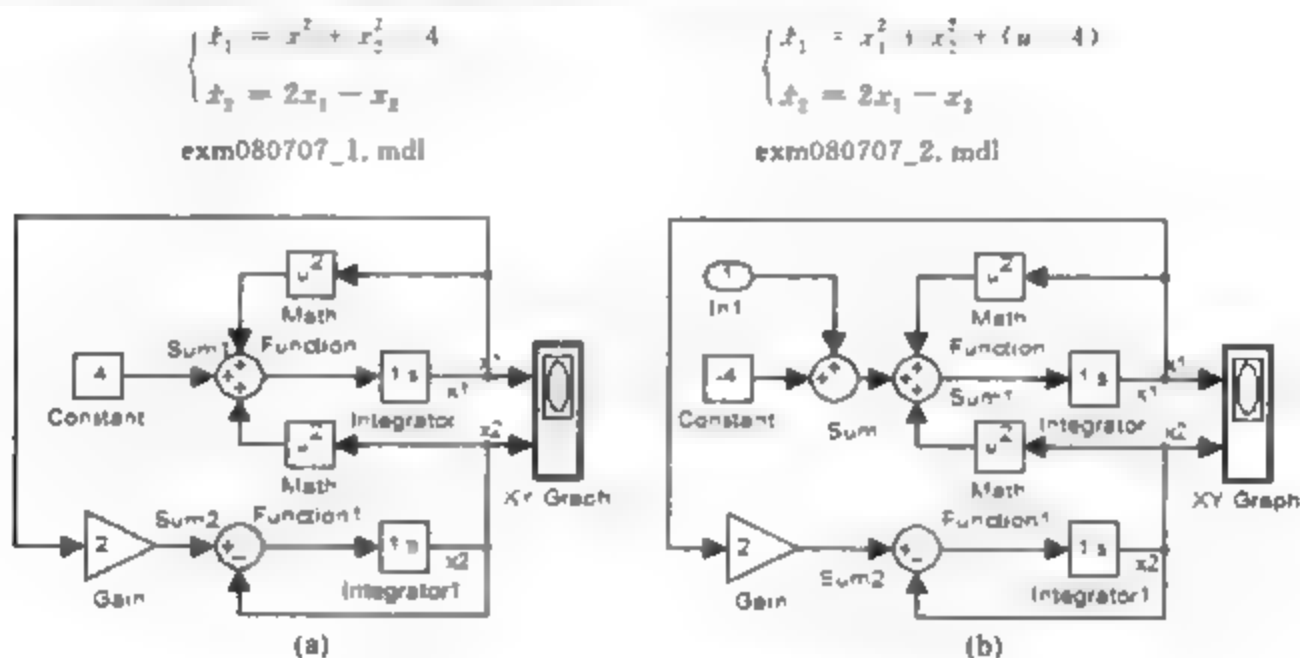 ẋ₁ = x² + x₂² 4
ẋ₂ = 2x₁ − x₂
exm080707_1. mdl
ẋ₁ = x₁² + x₂² + (u 4)
ẋ₂ = 2x₁ − x₂
exm080707_2. mdl
u²
Math
Function
Sum1
4
Constant
1 s
Integrator
x1
x2
u²
Math
Function1
XY Graph
2
Gain
Sum2
1 s
Integrator1
x2
(a)
1
In1
u²
Math
Function
-4
Constant
Sum
Sum1
1 s
Integrator
x1
x1
x2
u²
Math
Function1
XY Graph
2
Gain
Sum2
1 s
Integrator1
x2
(b)